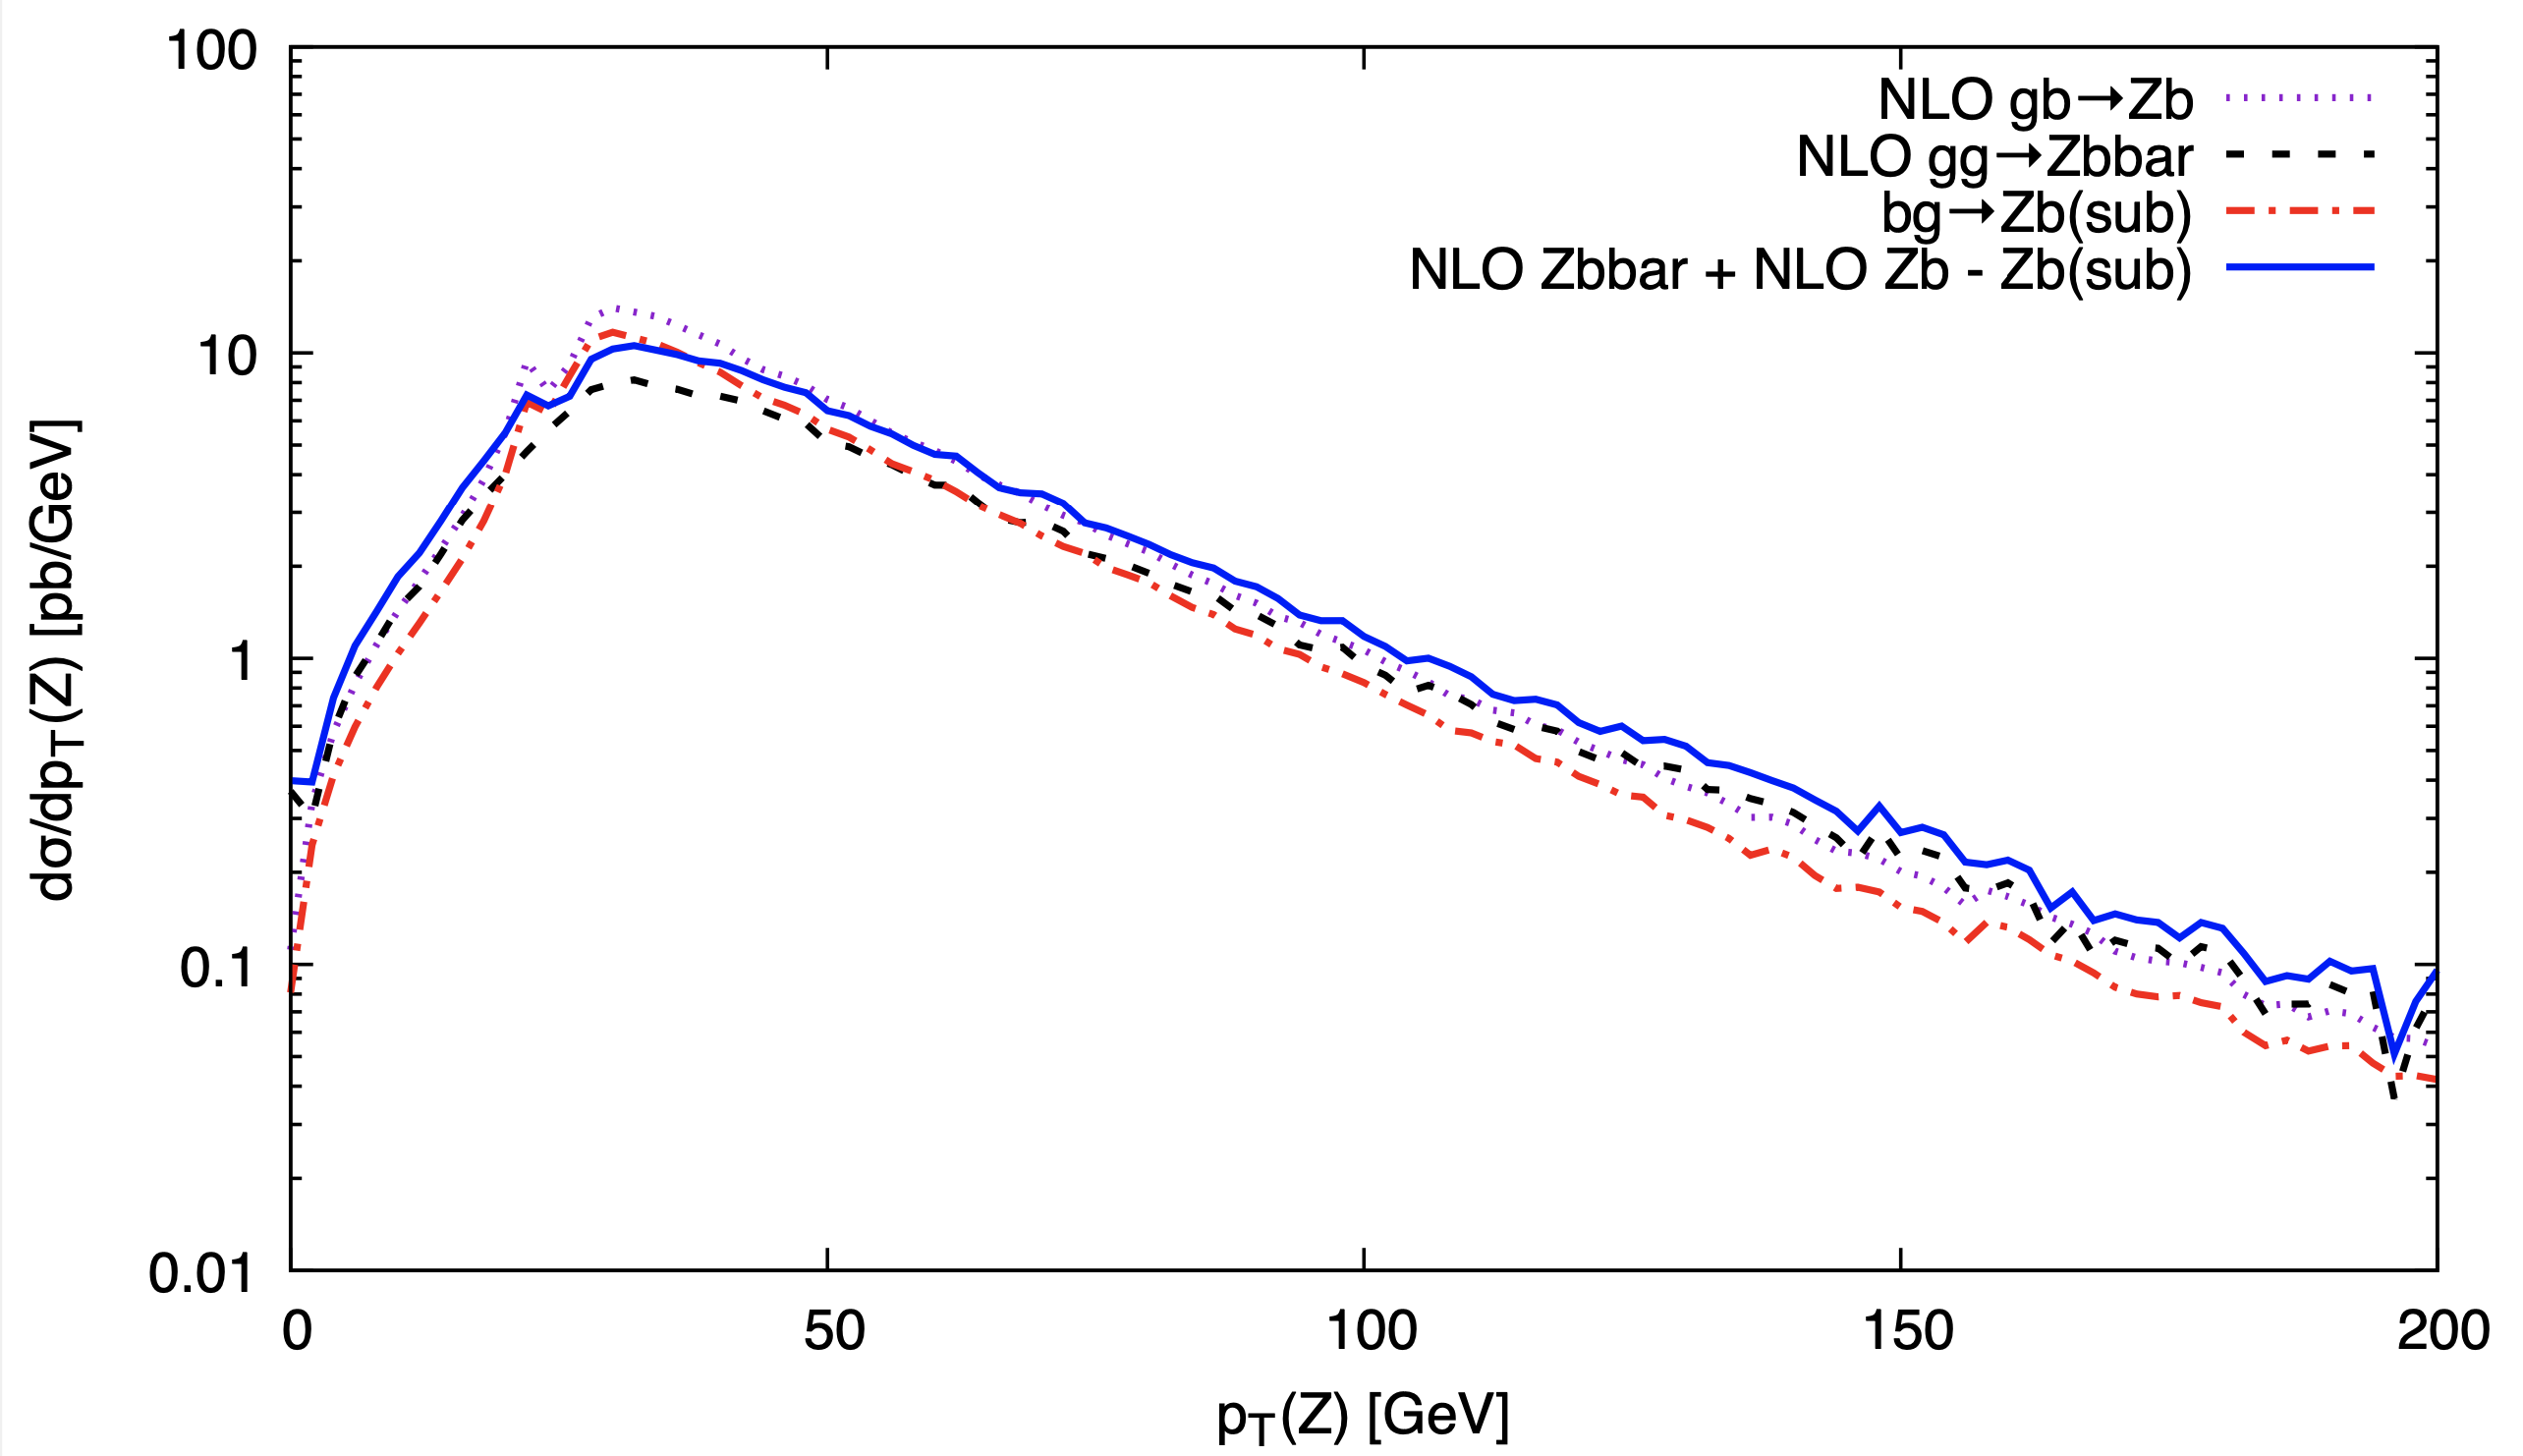 100
10
1
0.1
0.01
dσ/dpT(Z) [pb/GeV]
NLO gb→Zb
NLO gg→Zbbar
bg→Zb(sub)
NLO Zbbar + NLO Zb - Zb(sub)
0 50 100 150 200
pT(Z) [GeV]